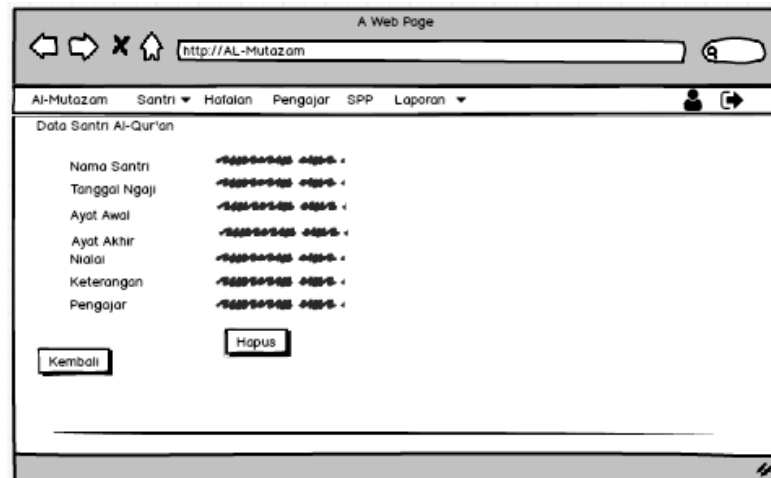 A Web Page
http://AL-Mutazam
Al-Mutazam Santri Hafalan Pengajar SPP Laporan
Data Santri Al-Qur'an
Nama Santri
Tanggal Ngaji
Ayat Awal
Ayat Akhir
Nialai
Keterangan
Pengajar
Hapus
Kembali